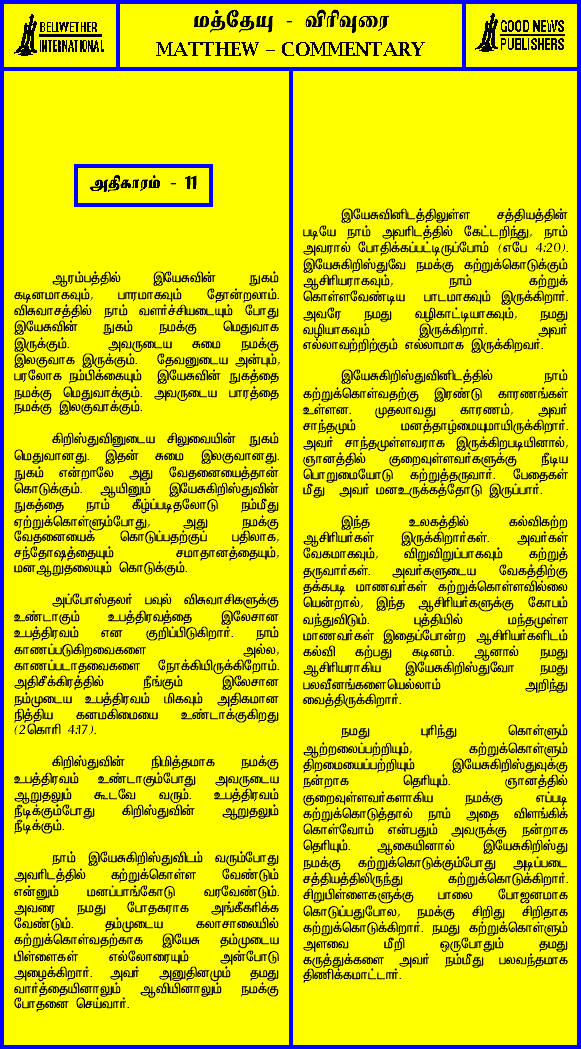 BELIWETHER
INTERNATIONAL
மத்தேயு - விரிவுரை
MATTHEW – COMMENTARY
GOOD NEWS
PUBLISHERS
அதிகாரம் - 11
ஆரம்பத்தில் இயேசுவின் நுகம்
கடினமாகவும், பாரமாகவும் தோன்றலாம்.
விசுவாசத்தில் நாம் வளர்ச்சியடையும் போது
இயேசுவின் நுகம் நமக்கு மெதுவாக
இருக்கும். அவருடைய சுமை நமக்கு
இலகுவாக இருக்கும். தேவனுடைய அன்பும்,
பரலோக நம்பிக்கையும் இயேசுவின் நுகத்தை
நமக்கு மெதுவாக்கும். அவருடைய பாரத்தை
நமக்கு இலகுவாக்கும்.
கிறிஸ்துவினுடைய சிலுவையின் நுகம்
மெதுவானது. இதன் சுமை இலகுவானது.
நுகம் என்றாலே அது வேதனையைத்தான்
கொடுக்கும். ஆயினும் இயேசுகிறிஸ்துவின்
நுகத்தை நாம் கீழ்ப்படிதலோடு நம்மீது
ஏற்றுக்கொள்ளும்போது, அது நமக்கு
வேதனையைக் கொடுப்பதற்குப் பதிலாக,
சந்தோஷத்தையும் சமாதானத்தையும்,
மனஆறுதலையும் கொடுக்கும்.
அப்போஸ்தலர் பவுல் விசுவாசிகளுக்கு
உண்டாகும் உபத்திரவத்தை இலேசான
உபத்திரவம் என குறிப்பிடுகிறார். நாம்
காணப்படுகிறவைகளை அல்ல,
காணப்படாதவைகளை நோக்கியிருக்கிறோம்.
அதிசீக்கிரத்தில் நீங்கும் இலேசான
நம்முடைய உபத்திரவம் மிகவும் அதிகமான
நித்திய கனமகிமையை உண்டாக்குகிறது
(2கொரி 4:17).
கிறிஸ்துவின் நிமித்தமாக நமக்கு
உபத்திரவம் உண்டாகும்போது அவருடைய
ஆறுதலும் கூடவே வரும். உபத்திரவம்
நீடிக்கும்போது கிறிஸ்துவின் ஆறுதலும்
நீடிக்கும்.
நாம் இயேசுகிறிஸ்துவிடம் வரும்போது
அவரிடத்தில் கற்றுக்கொள்ள வேண்டும்
என்னும் மனப்பாங்கோடு வரவேண்டும்.
அவரை நமது போதகராக அங்கீகரிக்க
வேண்டும். தம்முடைய கலாசாலையில்
கற்றுக்கொள்வதற்காக இயேசு தம்முடைய
பிள்ளைகள் எல்லோரையும் அன்போடு
அழைக்கிறார். அவர் அனுதினமும் தமது
வார்த்தையினாலும் ஆவியினாலும் நமக்கு
போதனை செய்வார்.
இயேசுவினிடத்திலுள்ள சத்தியத்தின்
படியே நாம் அவரிடத்தில் கேட்டறிந்து, நாம்
அவரால் போதிக்கப்பட்டிருப்போம் (எபே 4:20).
இயேசுகிறிஸ்துவே நமக்கு கற்றுக்கொடுக்கும்
ஆசிரியராகவும், நாம் கற்றுக்
கொள்ளவேண்டிய பாடமாகவும் இருக்கிறார்.
அவரே நமது வழிகாட்டியாகவும், நமது
வழியாகவும் இருக்கிறார். அவர்
எல்லாவற்றிற்கும் எல்லாமாக இருக்கிறவர்.
இயேசுகிறிஸ்துவினிடத்தில் நாம்
கற்றுக்கொள்வதற்கு இரண்டு காரணங்கள்
உள்ளன. முதலாவது காரணம், அவர்
சாந்தமும் மனத்தாழ்மையுமாயிருக்கிறார்.
அவர் சாந்தமுள்ளவராக இருக்கிறபடியினால்,
ஞானத்தில் குறைவுள்ளவர்களுக்கு நீடிய
பொறுமையோடு கற்றுத்தருவார். பேதைகள்
மீது அவர் மனஉருக்கத்தோடு இருப்பார்.
இந்த உலகத்தில் கல்விகற்ற
ஆசிரியர்கள் இருக்கிறார்கள். அவர்கள்
வேகமாகவும், விறுவிறுப்பாகவும் கற்றுத்
தருவார்கள். அவர்களுடைய வேகத்திற்கு
தக்கபடி மாணவர்கள் கற்றுக்கொள்ளவில்லை
யென்றால், இந்த ஆசிரியர்களுக்கு கோபம்
வந்துவிடும். புத்தியில் மந்தமுள்ள
மாணவர்கள் இதைப்போன்ற ஆசிரியர்களிடம்
கல்வி கற்பது கடினம். ஆனால் நமது
ஆசிரியராகிய இயேசுகிறிஸ்துவோ நமது
பலவீனங்களையெல்லாம் அறிந்து
வைத்திருக்கிறார்.
நமது புரிந்து கொள்ளும்
ஆற்றலைப்பற்றியும், கற்றுக்கொள்ளும்
திறமையைப்பற்றியும் இயேசுகிறிஸ்துவுக்கு
நன்றாக தெரியும். ஞானத்தில்
குறைவுள்ளவர்களாகிய நமக்கு எப்படி
கற்றுக்கொடுத்தால் நாம் அதை விளங்கிக்
கொள்வோம் என்பதும் அவருக்கு நன்றாக
தெரியும். ஆகையினால் இயேசுகிறிஸ்து
நமக்கு கற்றுக்கொடுக்கும்போது அடிப்படை
சத்தியத்திலிருந்து கற்றுக்கொடுக்கிறார்.
சிறுபிள்ளைகளுக்கு பாலை போஜனமாக
கொடுப்பதுபோல, நமக்கு சிறிது சிறிதாக
கற்றுக்கொடுக்கிறார். நமது கற்றுக்கொள்ளும்
அளவை மீறி ஒருபோதும் தமது
கருத்துக்களை அவர் நம்மீது பலவந்தமாக
திணிக்கமாட்டார்.